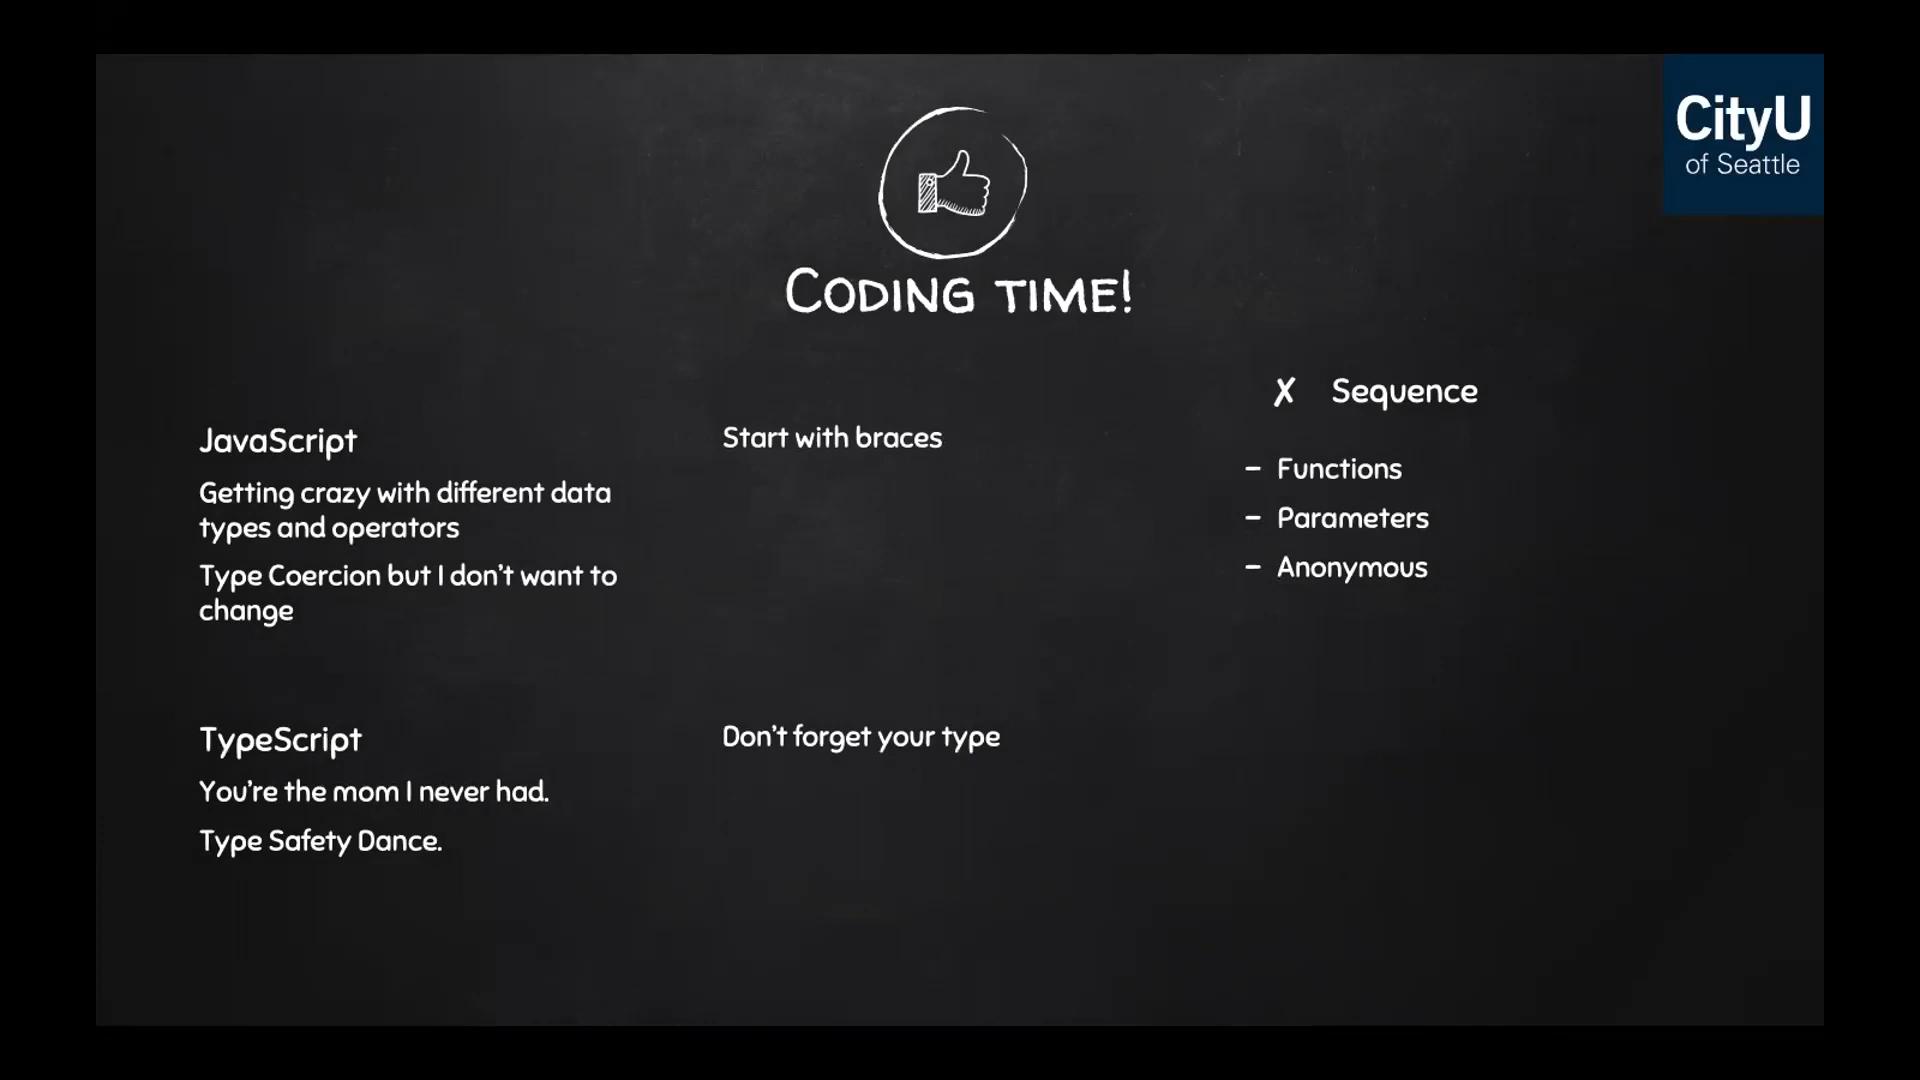 CityU
of Seattle
CODING TIME!
JavaScript
Getting crazy with different data
types and operators
Type Coercion but I don't want to
change
Start with braces
✗ Sequence
– Functions
– Parameters
– Anonymous
TypeScript
You're the mom I never had.
Type Safety Dance.
Don't forget your type